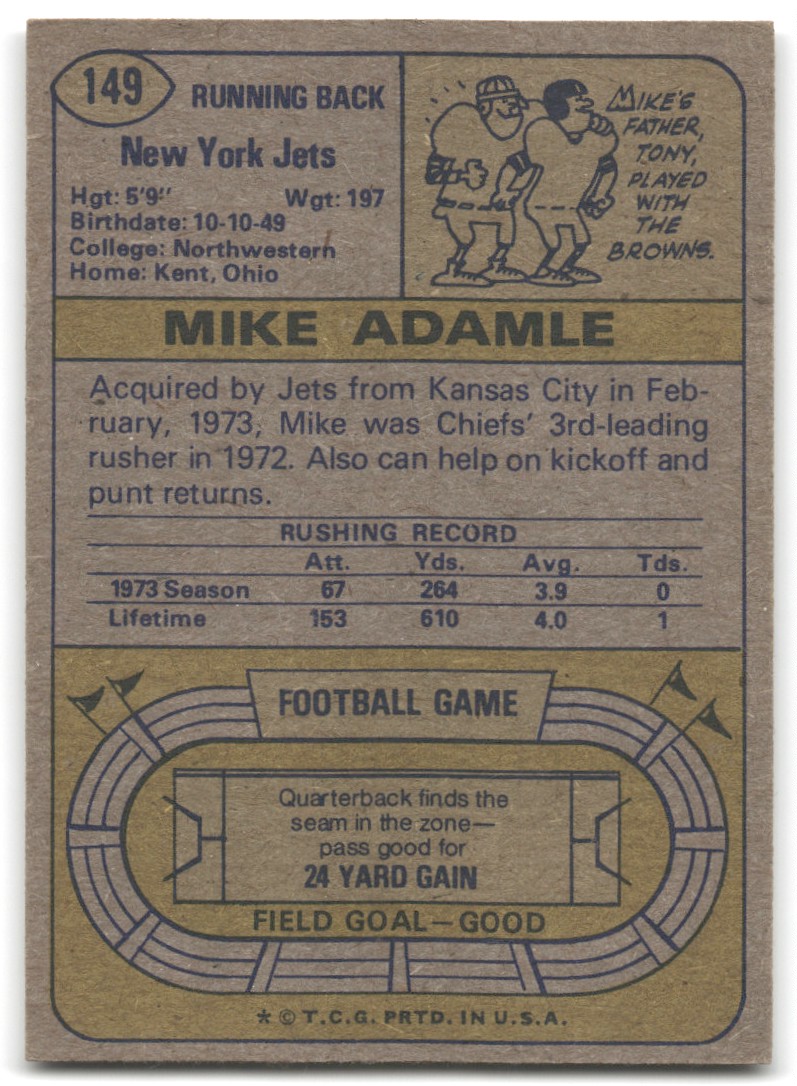 149
RUNNING BACK
New York Jets
Hgt: 5'9" Wgt: 197
Birthdate: 10-10-49
College: Northwestern
Home: Kent, Ohio
MIKE'S
FATHER,
TONY,
PLAYED
WITH
THE
BROWNS.
MIKE ADAMLE
Acquired by Jets from Kansas City in Feb-
ruary, 1973, Mike was Chiefs' 3rd-leading
rusher in 1972. Also can help on kickoff and
punt returns.
RUSHING RECORD
Att. Yds. Avg. Tds.
1973 Season 67 264 3.9 0
Lifetime 153 610 4.0 1
FOOTBALL GAME
Quarterback finds the
seam in the zone—
pass good for
24 YARD GAIN
FIELD GOAL—GOOD
* © T.C.G. PRTD. IN U.S.A.